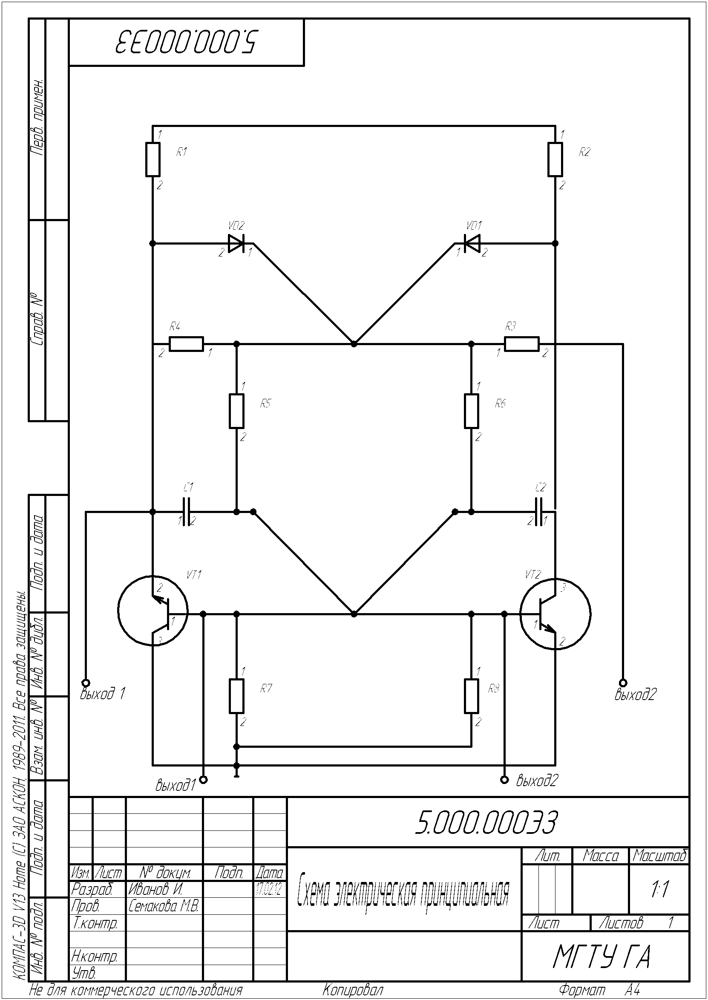 5.000.000ЭЗ
Перв. примен.
Справ. №
Подп. и дата
Инв. № дубл.
Взам. инв. №
Подп. и дата
Инв. № подл.
КОМПАС-3D V13 Home (С) ЗАО АСКОН, 1989-2011. Все права защищены.
1 1
R1 R2
2 2
VD2 VD1
2 1 1 2
R4 R3
2 1 1 2
1 1
R5 R6
2 2
C1 C2
1 2 2 1
VT1 VT2
2 3
1 1
3 2
1 1
R7 R8
выход 1 выход2
2 2
выход1 выход2
5.000.000ЭЗ
Лит. Масса Масштаб
Изм. Лист № докум. Подп. Дата
Разраб. Иванов И. 17.02.12
Схема электрическая принципиальная
1:1
Пров. Семакова М.В.
Т.контр.
Лист Листов 1
Н.контр.
МГТУ ГА
Утв.
Не для коммерческого использования Копировал Формат А4